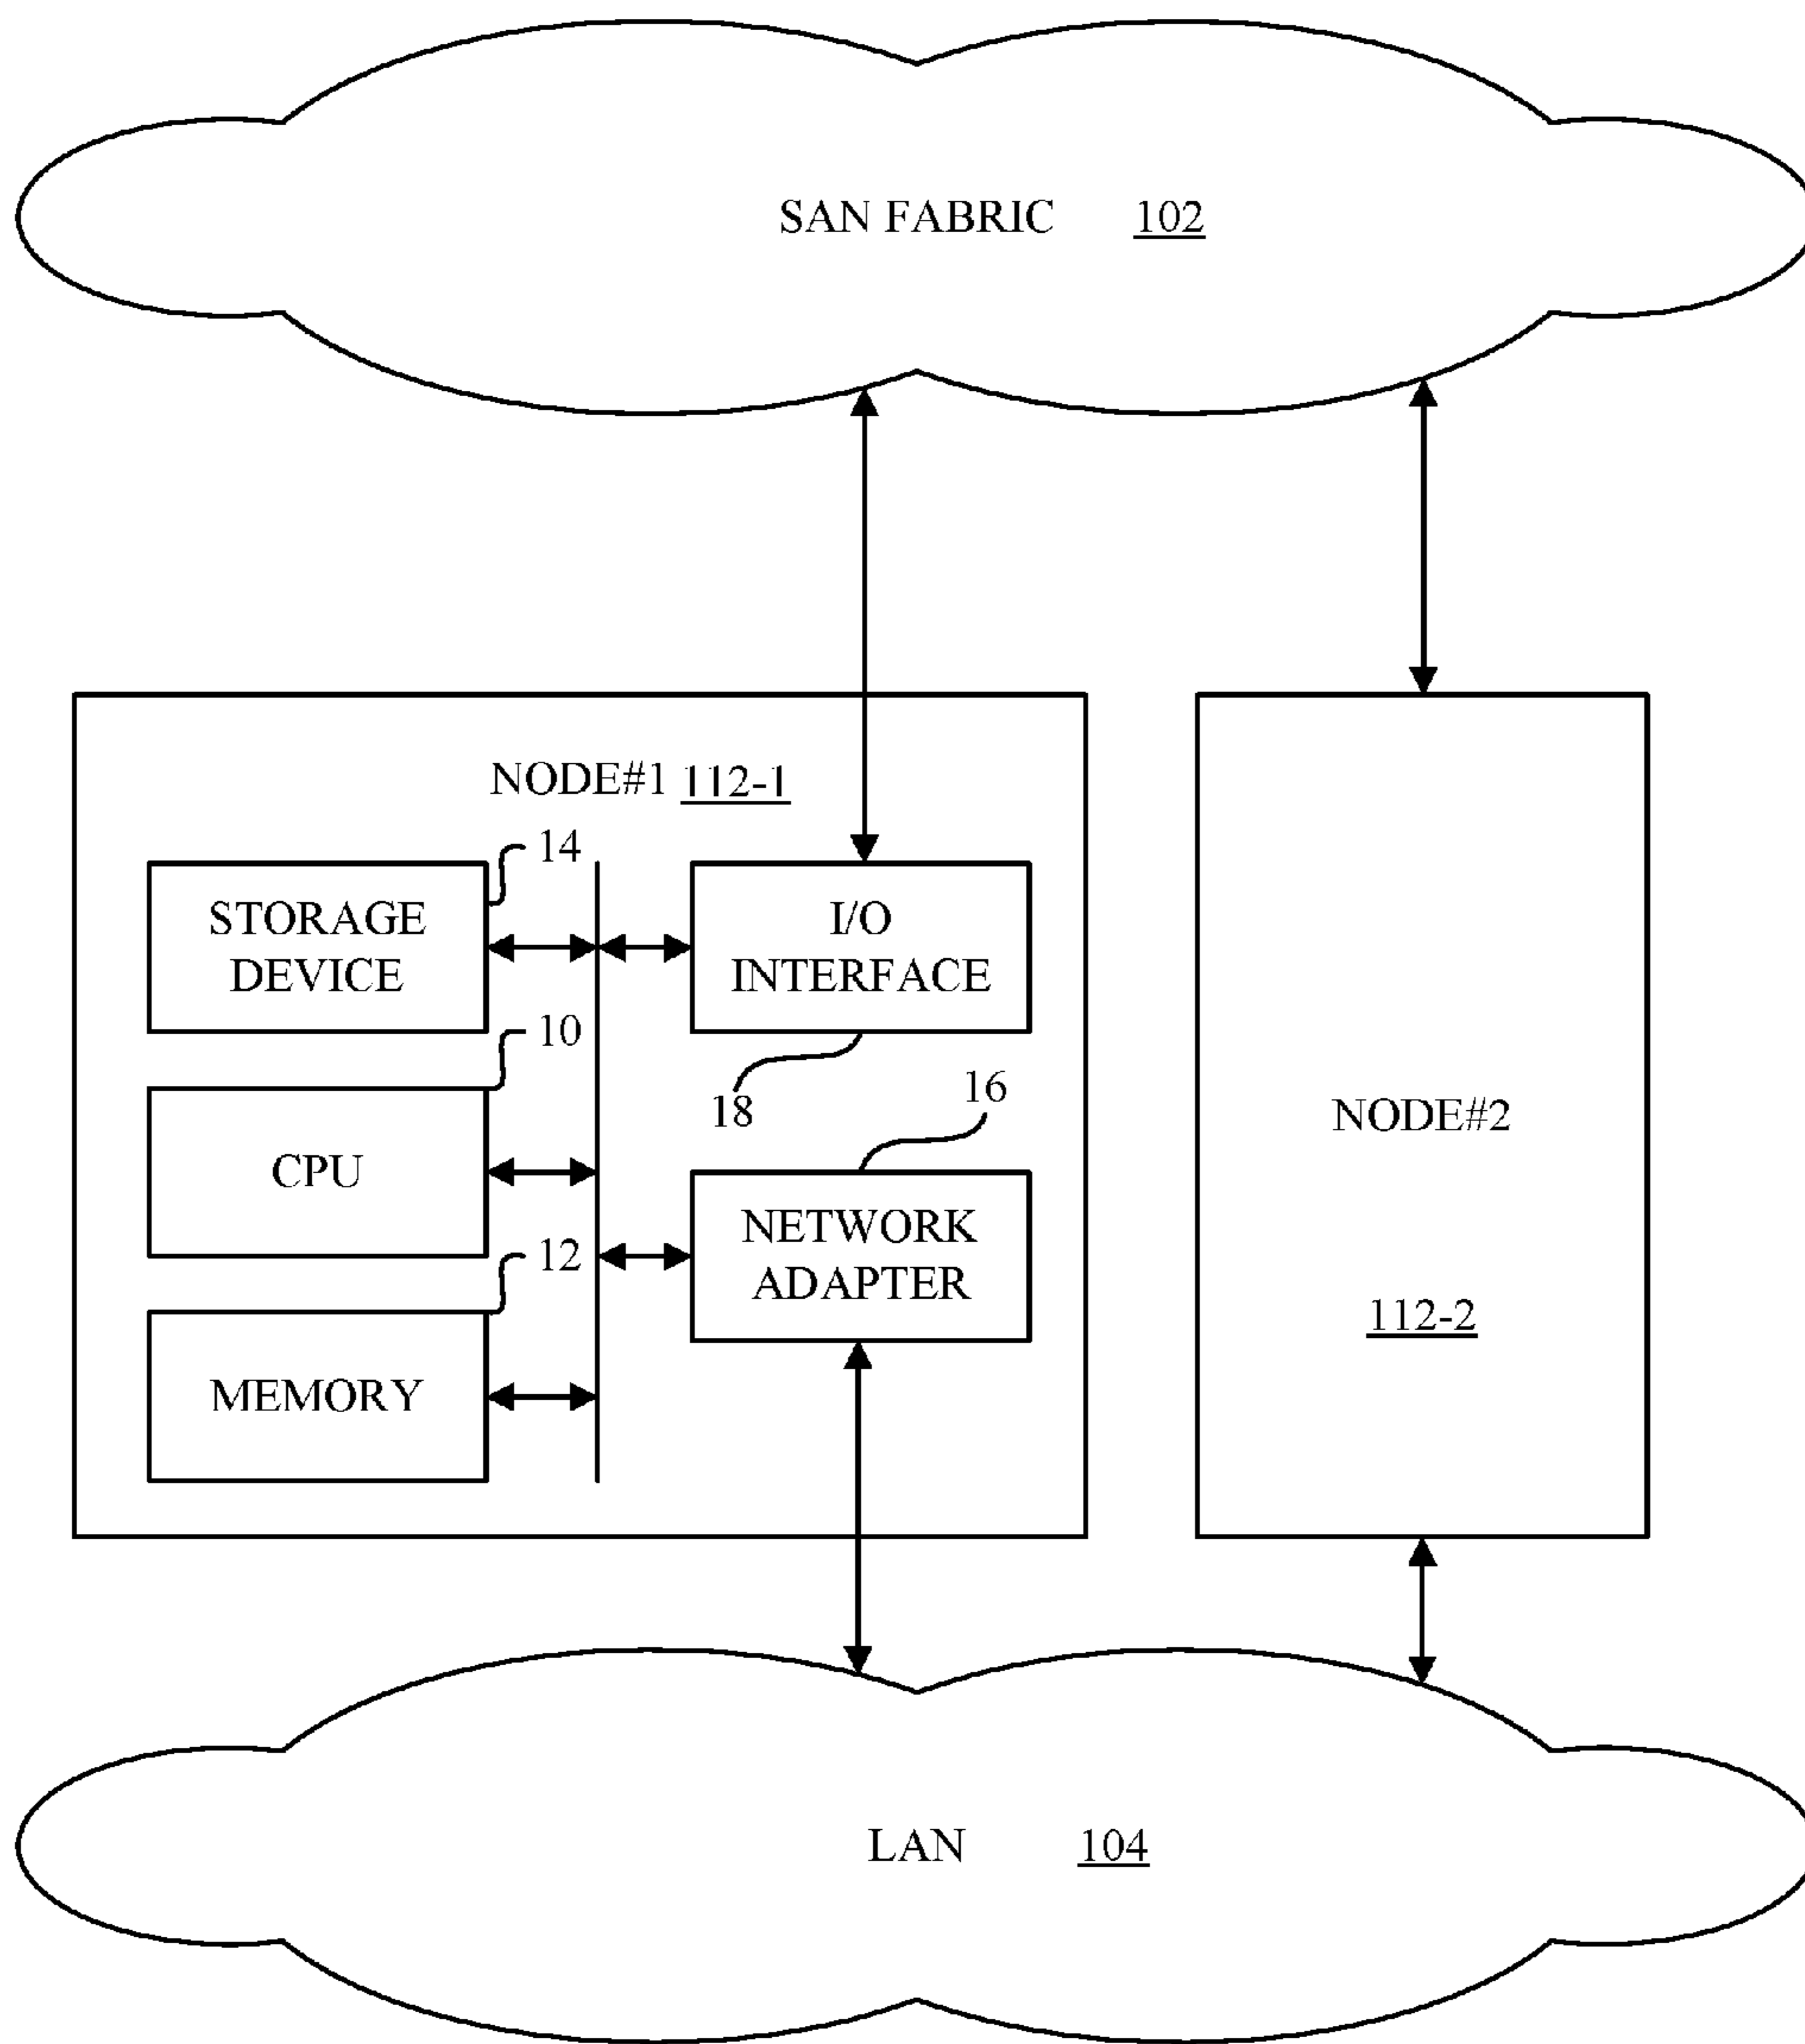 SAN FABRIC 102
NODE#1 112-1
14
STORAGE
DEVICE
I/O
INTERFACE
10
18
16
CPU
NETWORK
ADAPTER
12
MEMORY
NODE#2
112-2
LAN 104